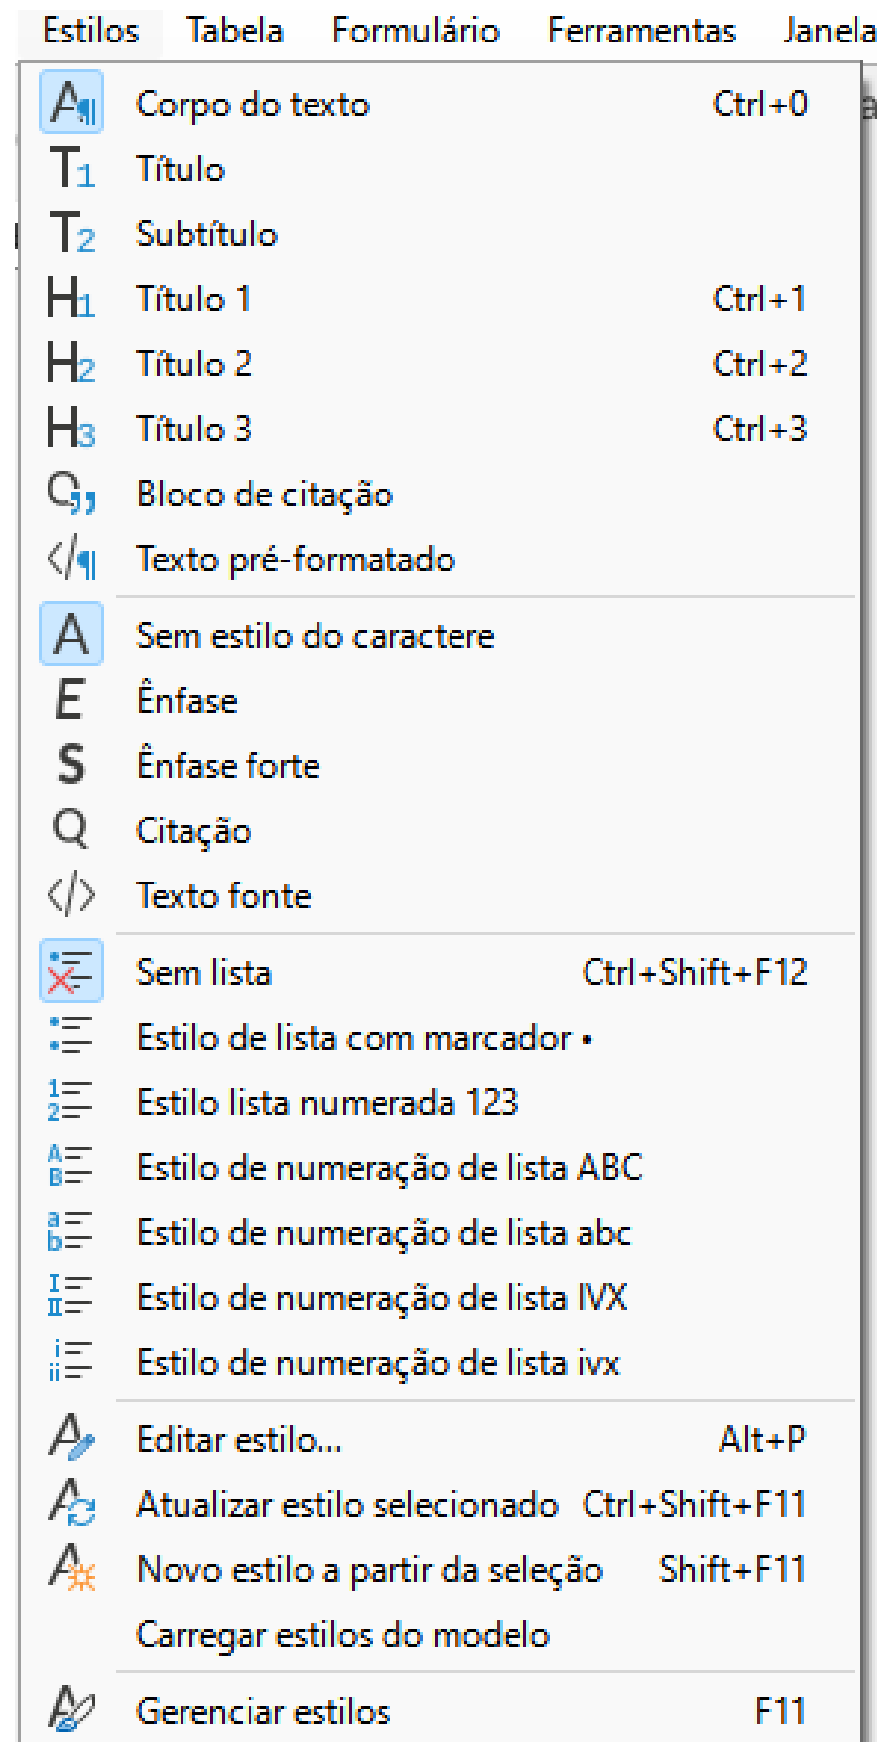 Estilos Tabela Formulário Ferramentas Janela
Corpo do texto Ctrl+0
Título
Subtítulo
Título 1 Ctrl+1
Título 2 Ctrl+2
Título 3 Ctrl+3
Bloco de citação
Texto pré-formatado
Sem estilo do caractere
Ênfase
Ênfase forte
Citação
Texto fonte
Sem lista Ctrl+Shift+F12
Estilo de lista com marcador •
Estilo lista numerada 123
Estilo de numeração de lista ABC
Estilo de numeração de lista abc
Estilo de numeração de lista IVX
Estilo de numeração de lista ivx
Editar estilo... Alt+P
Atualizar estilo selecionado Ctrl+Shift+F11
Novo estilo a partir da seleção Shift+F11
Carregar estilos do modelo
Gerenciar estilos F11